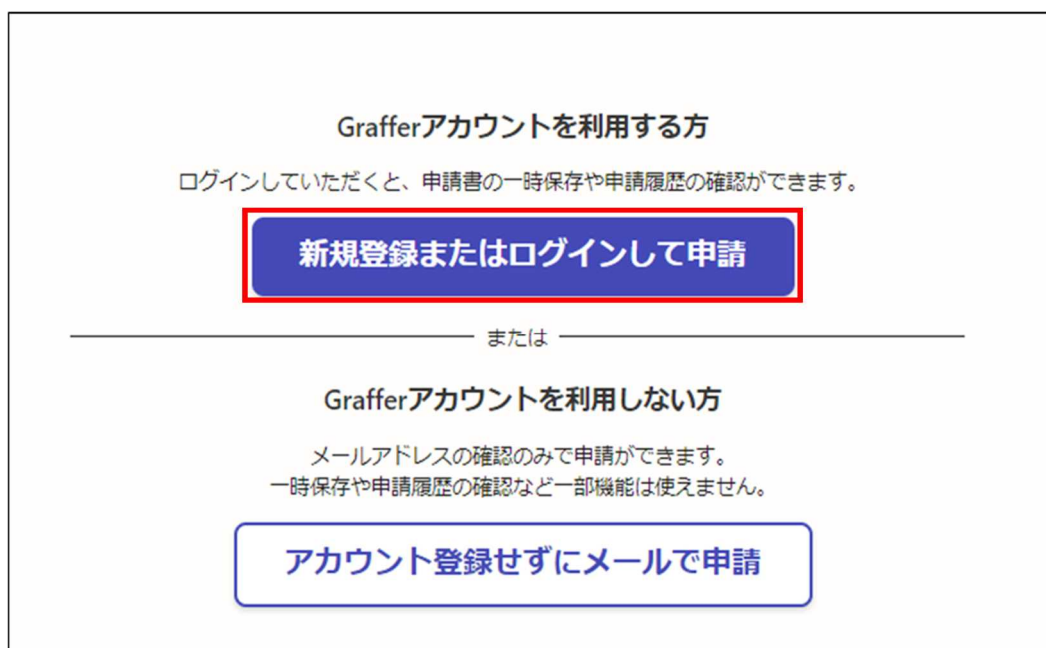 Grafferアカウントを利用する方
ログインしていただくと、申請書の一時保存や申請履歴の確認ができます。
新規登録またはログインして申請
または
Grafferアカウントを利用しない方
メールアドレスの確認のみで申請ができます。
一時保存や申請履歴の確認など一部機能は使えません。
アカウント登録せずにメールで申請